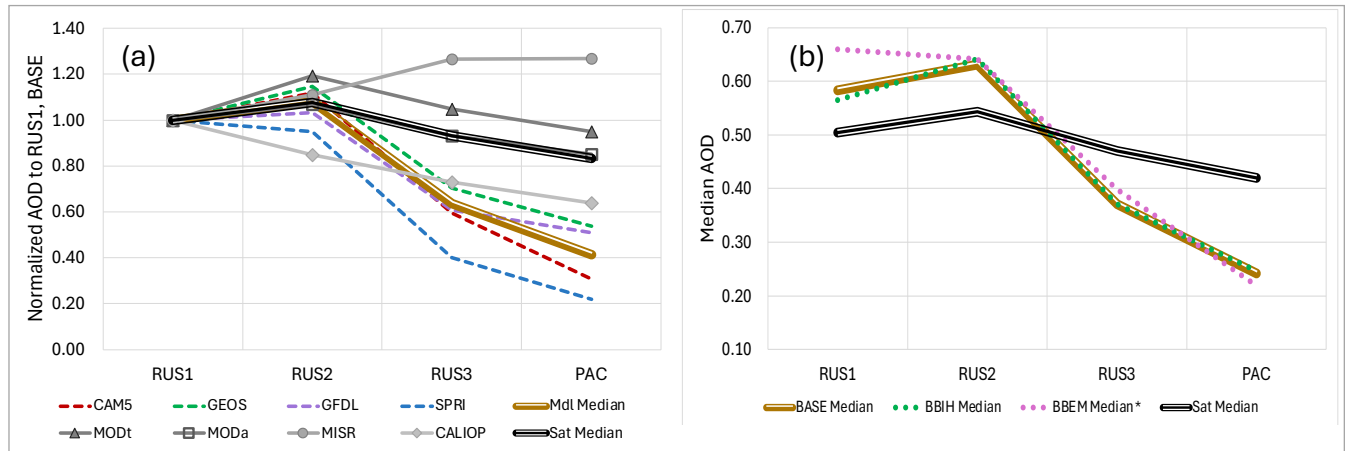 (a)
Normalized AOD to RUS1, BASE
1.40
1.20
1.00
0.80
0.60
0.40
0.20
0.00
RUS1 RUS2 RUS3 PAC
CAM5 GEOS GFDL SPRI Mdl Median
MODt MODa MISR CALIOP Sat Median
(b)
Median AOD
0.70
0.60
0.50
0.40
0.30
0.20
0.10
RUS1 RUS2 RUS3 PAC
BASE Median BBIH Median BBEM Median* Sat Median